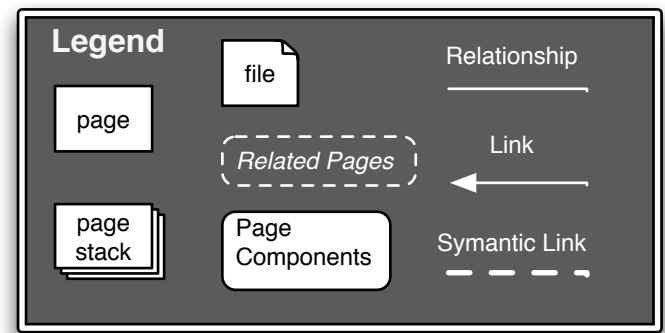 Legend
page
page
stack
file
Related Pages
Page
Components
Relationship
Link
Symantic Link